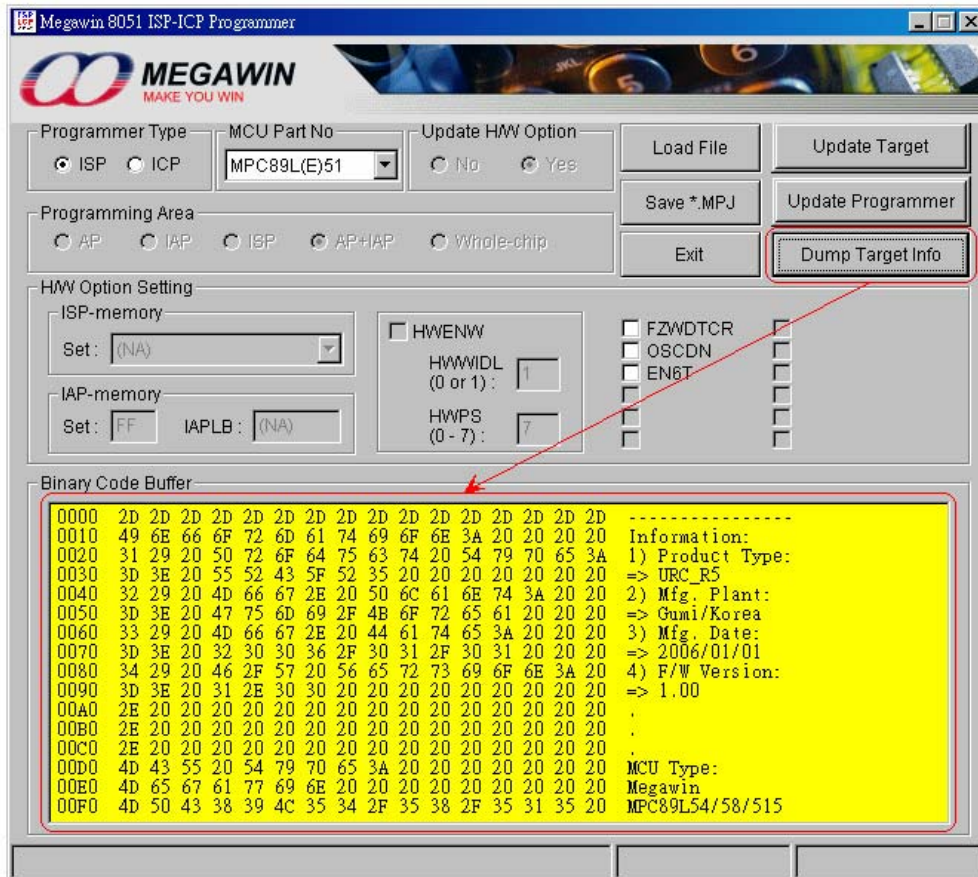 Megawin 8051 ISP-ICP Programmer
MEGAWIN
MAKE YOU WIN
JKL
5
6
Programmer Type
ISP
ICP
MCU Part No
MPC89L(E)51
Update H/W Option
No
Yes
Load File
Update Target
Save *.MPJ
Update Programmer
Programming Area
AP
IAP
ISP
AP+IAP
Whole-chip
Exit
Dump Target Info
H/W Option Setting
ISP-memory
Set : (NA)
IAP-memory
Set : FF IAPLB : (NA)
HWENW
HWWIDL
(0 or 1) : 1
HWPS
(0 - 7) : 7
FZWDTCR
OSCDN
EN6T
Binary Code Buffer
0000 2D 2D 2D 2D 2D 2D 2D 2D 2D 2D 2D 2D 2D 2D 2D 2D ----------------
0010 49 6E 66 6F 72 6D 61 74 69 6F 6E 3A 20 20 20 20 Information:
0020 31 29 20 50 72 6F 64 75 63 74 20 54 79 70 65 3A 1) Product Type:
0030 3D 3E 20 55 52 43 5F 52 35 20 20 20 20 20 20 20 => URC_R5
0040 32 29 20 4D 66 67 2E 20 50 6C 61 6E 74 3A 20 20 2) Mfg. Plant:
0050 3D 3E 20 47 75 6D 69 2F 4B 6F 72 65 61 20 20 20 => Gumi/Korea
0060 33 29 20 4D 66 67 2E 20 44 61 74 65 3A 20 20 20 3) Mfg. Date:
0070 3D 3E 20 32 30 30 36 2F 30 31 2F 30 31 20 20 20 => 2006/01/01
0080 34 29 20 46 2F 57 20 56 65 72 73 69 6F 6E 3A 20 4) F/W Version:
0090 3D 3E 20 31 2E 30 30 20 20 20 20 20 20 20 20 20 => 1.00
00A0 2E 20 20 20 20 20 20 20 20 20 20 20 20 20 20 20 .
00B0 2E 20 20 20 20 20 20 20 20 20 20 20 20 20 20 20 .
00C0 2E 20 20 20 20 20 20 20 20 20 20 20 20 20 20 20 .
00D0 4D 43 55 20 54 79 70 65 3A 20 20 20 20 20 20 20 MCU Type:
00E0 4D 65 67 61 77 69 6E 20 20 20 20 20 20 20 20 20 Megawin
00F0 4D 50 43 38 39 4C 35 34 2F 35 38 2F 35 31 35 20 MPC89L54/58/515